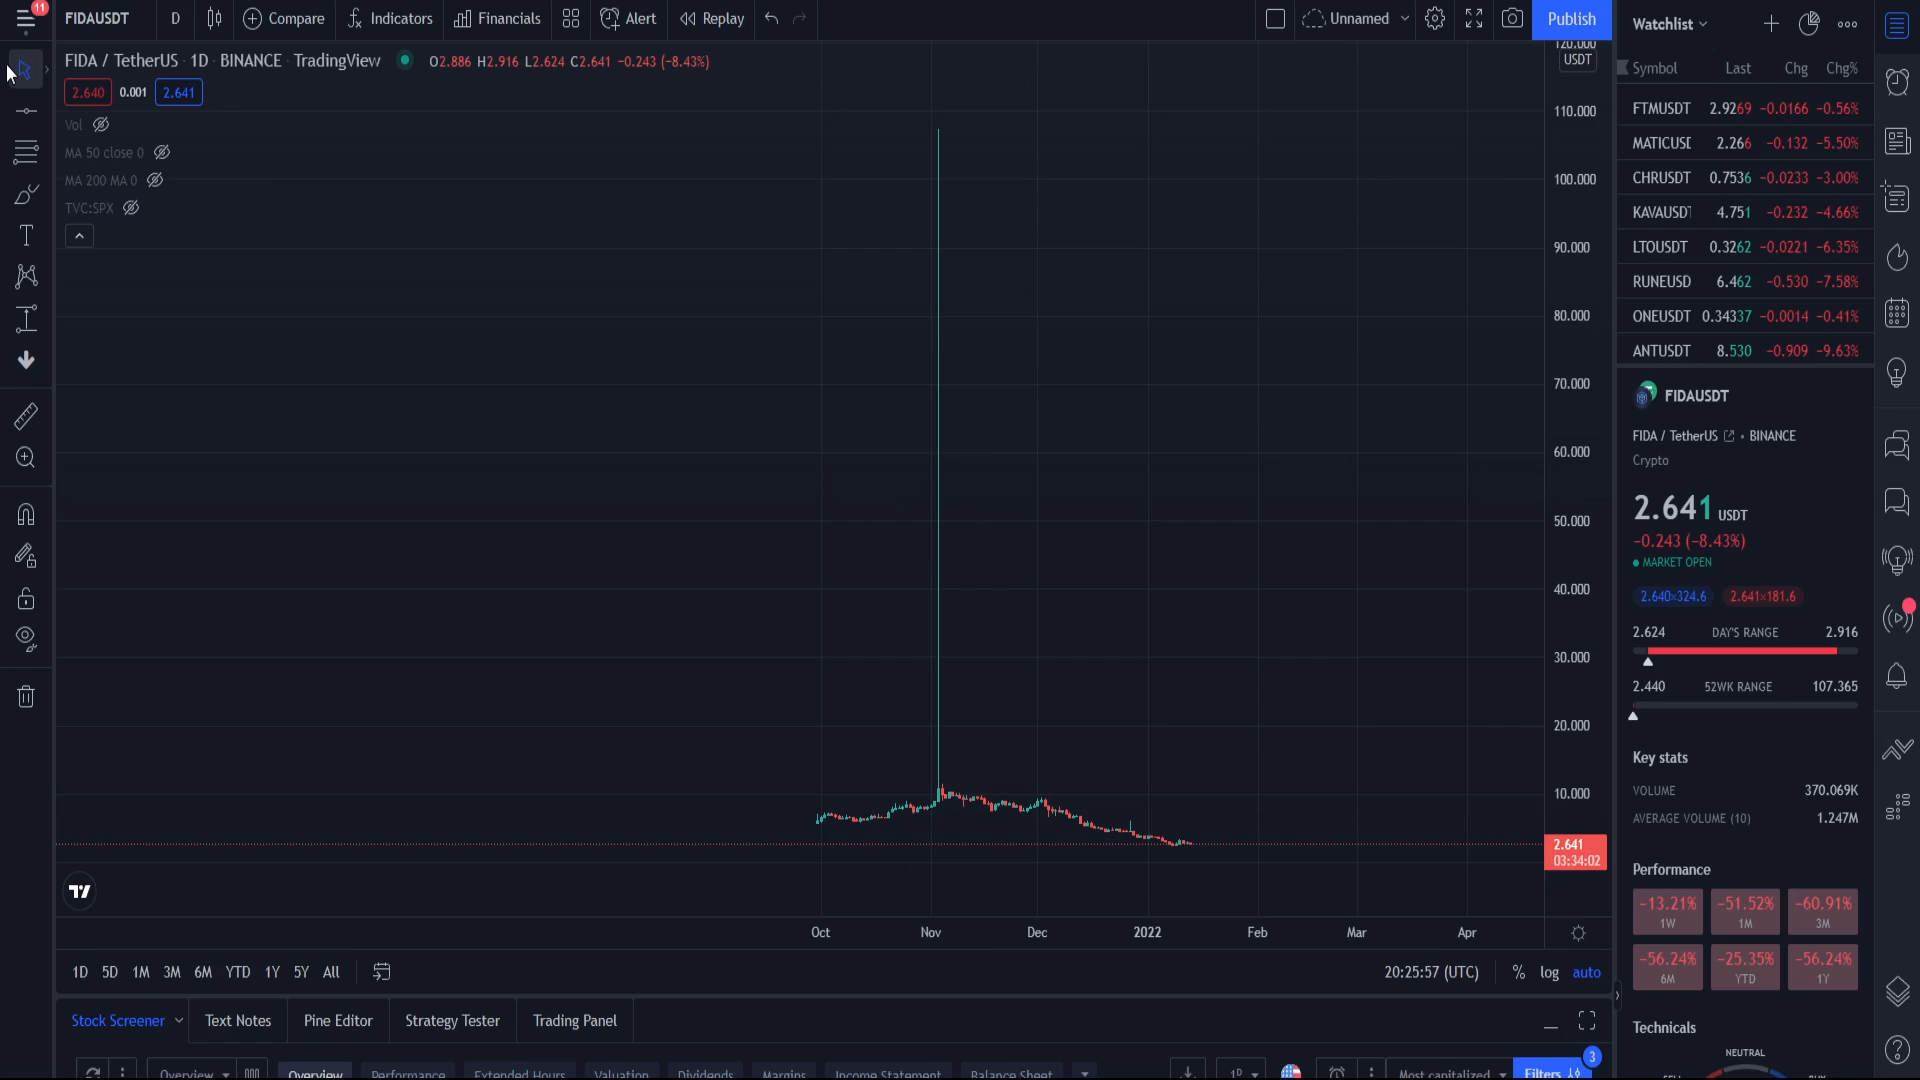 11
FIDAUSDT D Compare Indicators Financials Alert Replay Unnamed Publish
FIDA / TetherUS · 1D · BINANCE · TradingView O2.886 H2.916 L2.624 C2.641 −0.243 (−8.43%)
2.640 0.001 2.641
Vol
MA 50 close 0
MA 200 MA 0
TVC:SPX
120.000
USDT
110.000
100.000
90.000
80.000
70.000
60.000
50.000
40.000
30.000
20.000
10.000
2.641
03:34:02
Oct Nov Dec 2022 Feb Mar Apr
1D 5D 1M 3M 6M YTD 1Y 5Y All 20:25:57 (UTC) % log auto
Stock Screener Text Notes Pine Editor Strategy Tester Trading Panel
Overview Overview Performance Extended Hours Valuation Dividends Margins Income Statement Balance Sheet 1D Most capitalized Filters 3
Watchlist
Symbol Last Chg Chg%
FTMUSDT 2.9269 −0.0166 −0.56%
MATICUSD 2.266 −0.132 −5.50%
CHRUSDT 0.7536 −0.0233 −3.00%
KAVAUSDT 4.751 −0.232 −4.66%
LTOUSDT 0.3262 −0.0221 −6.35%
RUNEUSD 6.462 −0.530 −7.58%
ONEUSDT 0.34337 −0.0014 −0.41%
ANTUSDT 8.530 −0.909 −9.63%
FIDAUSDT
FIDA / TetherUS • BINANCE
Crypto
2.641 USDT
−0.243 (−8.43%)
MARKET OPEN
2.640×324.6 2.641×181.6
2.624 DAY'S RANGE 2.916
2.440 52WK RANGE 107.365
Key stats
VOLUME 370.069K
AVERAGE VOLUME (10) 1.247M
Performance
−13.21% −51.52% −60.91%
1W 1M 3M
−56.24% −25.35% −56.24%
6M YTD 1Y
Technicals
NEUTRAL
SELL BUY